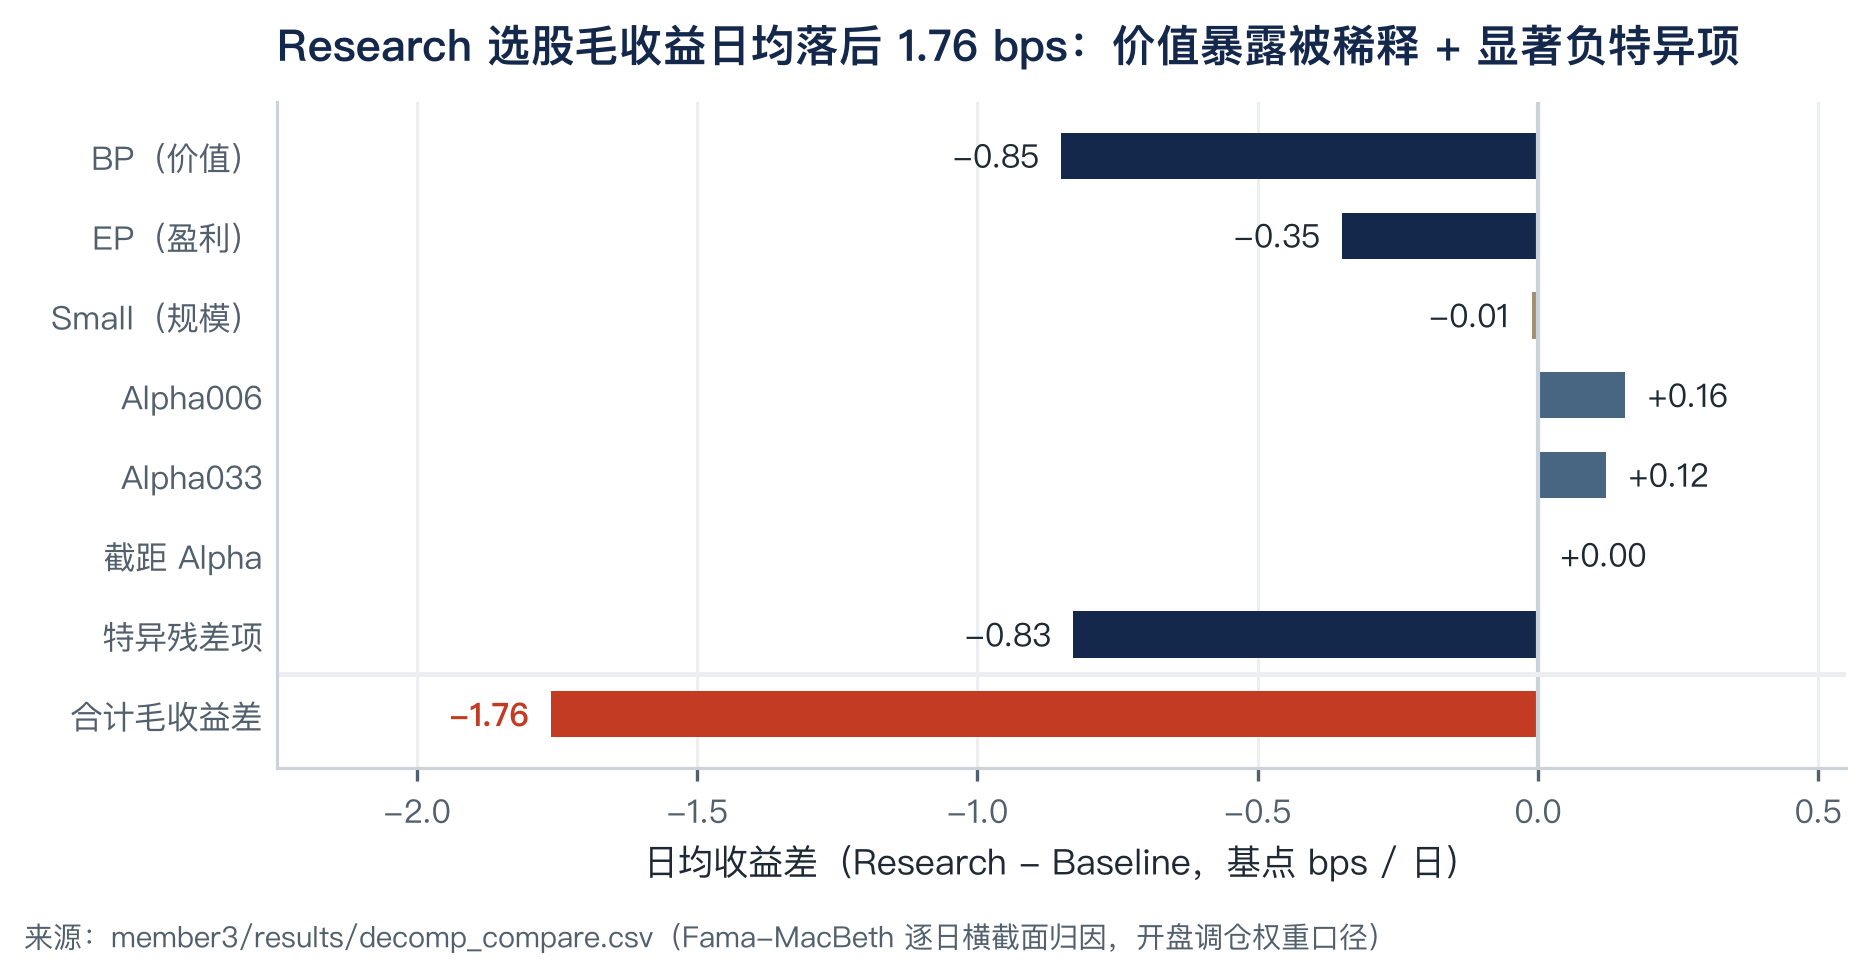 Research 选股毛收益日均落后 1.76 bps：价值暴露被稀释 + 显著负特异项
BP（价值） −0.85
EP（盈利） −0.35
Small（规模） −0.01
Alpha006 +0.16
Alpha033 +0.12
截距 Alpha +0.00
特异残差项 −0.83
合计毛收益差 −1.76
−2.0 −1.5 −1.0 −0.5 0.0 0.5
日均收益差（Research − Baseline，基点 bps / 日）
来源：member3/results/decomp_compare.csv（Fama−MacBeth 逐日横截面归因，开盘调仓权重口径）